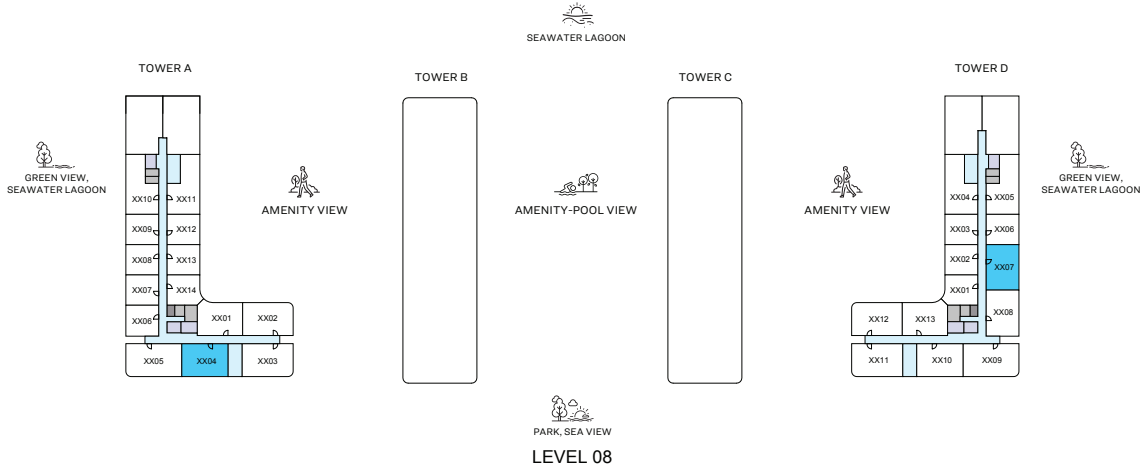 SEAWATER LAGOON
TOWER A
TOWER B
TOWER C
TOWER D
GREEN VIEW,
SEAWATER LAGOON
AMENITY VIEW
AMENITY-POOL VIEW
AMENITY VIEW
GREEN VIEW,
SEAWATER LAGOON
XX10 XX11
XX09 XX12
XX08 XX13
XX07 XX14
XX06 XX01 XX02
XX05 XX04 XX03
XX04 XX05
XX03 XX06
XX02 XX07
XX01
XX12 XX13 XX08
XX11 XX10 XX09
PARK, SEA VIEW
LEVEL 08